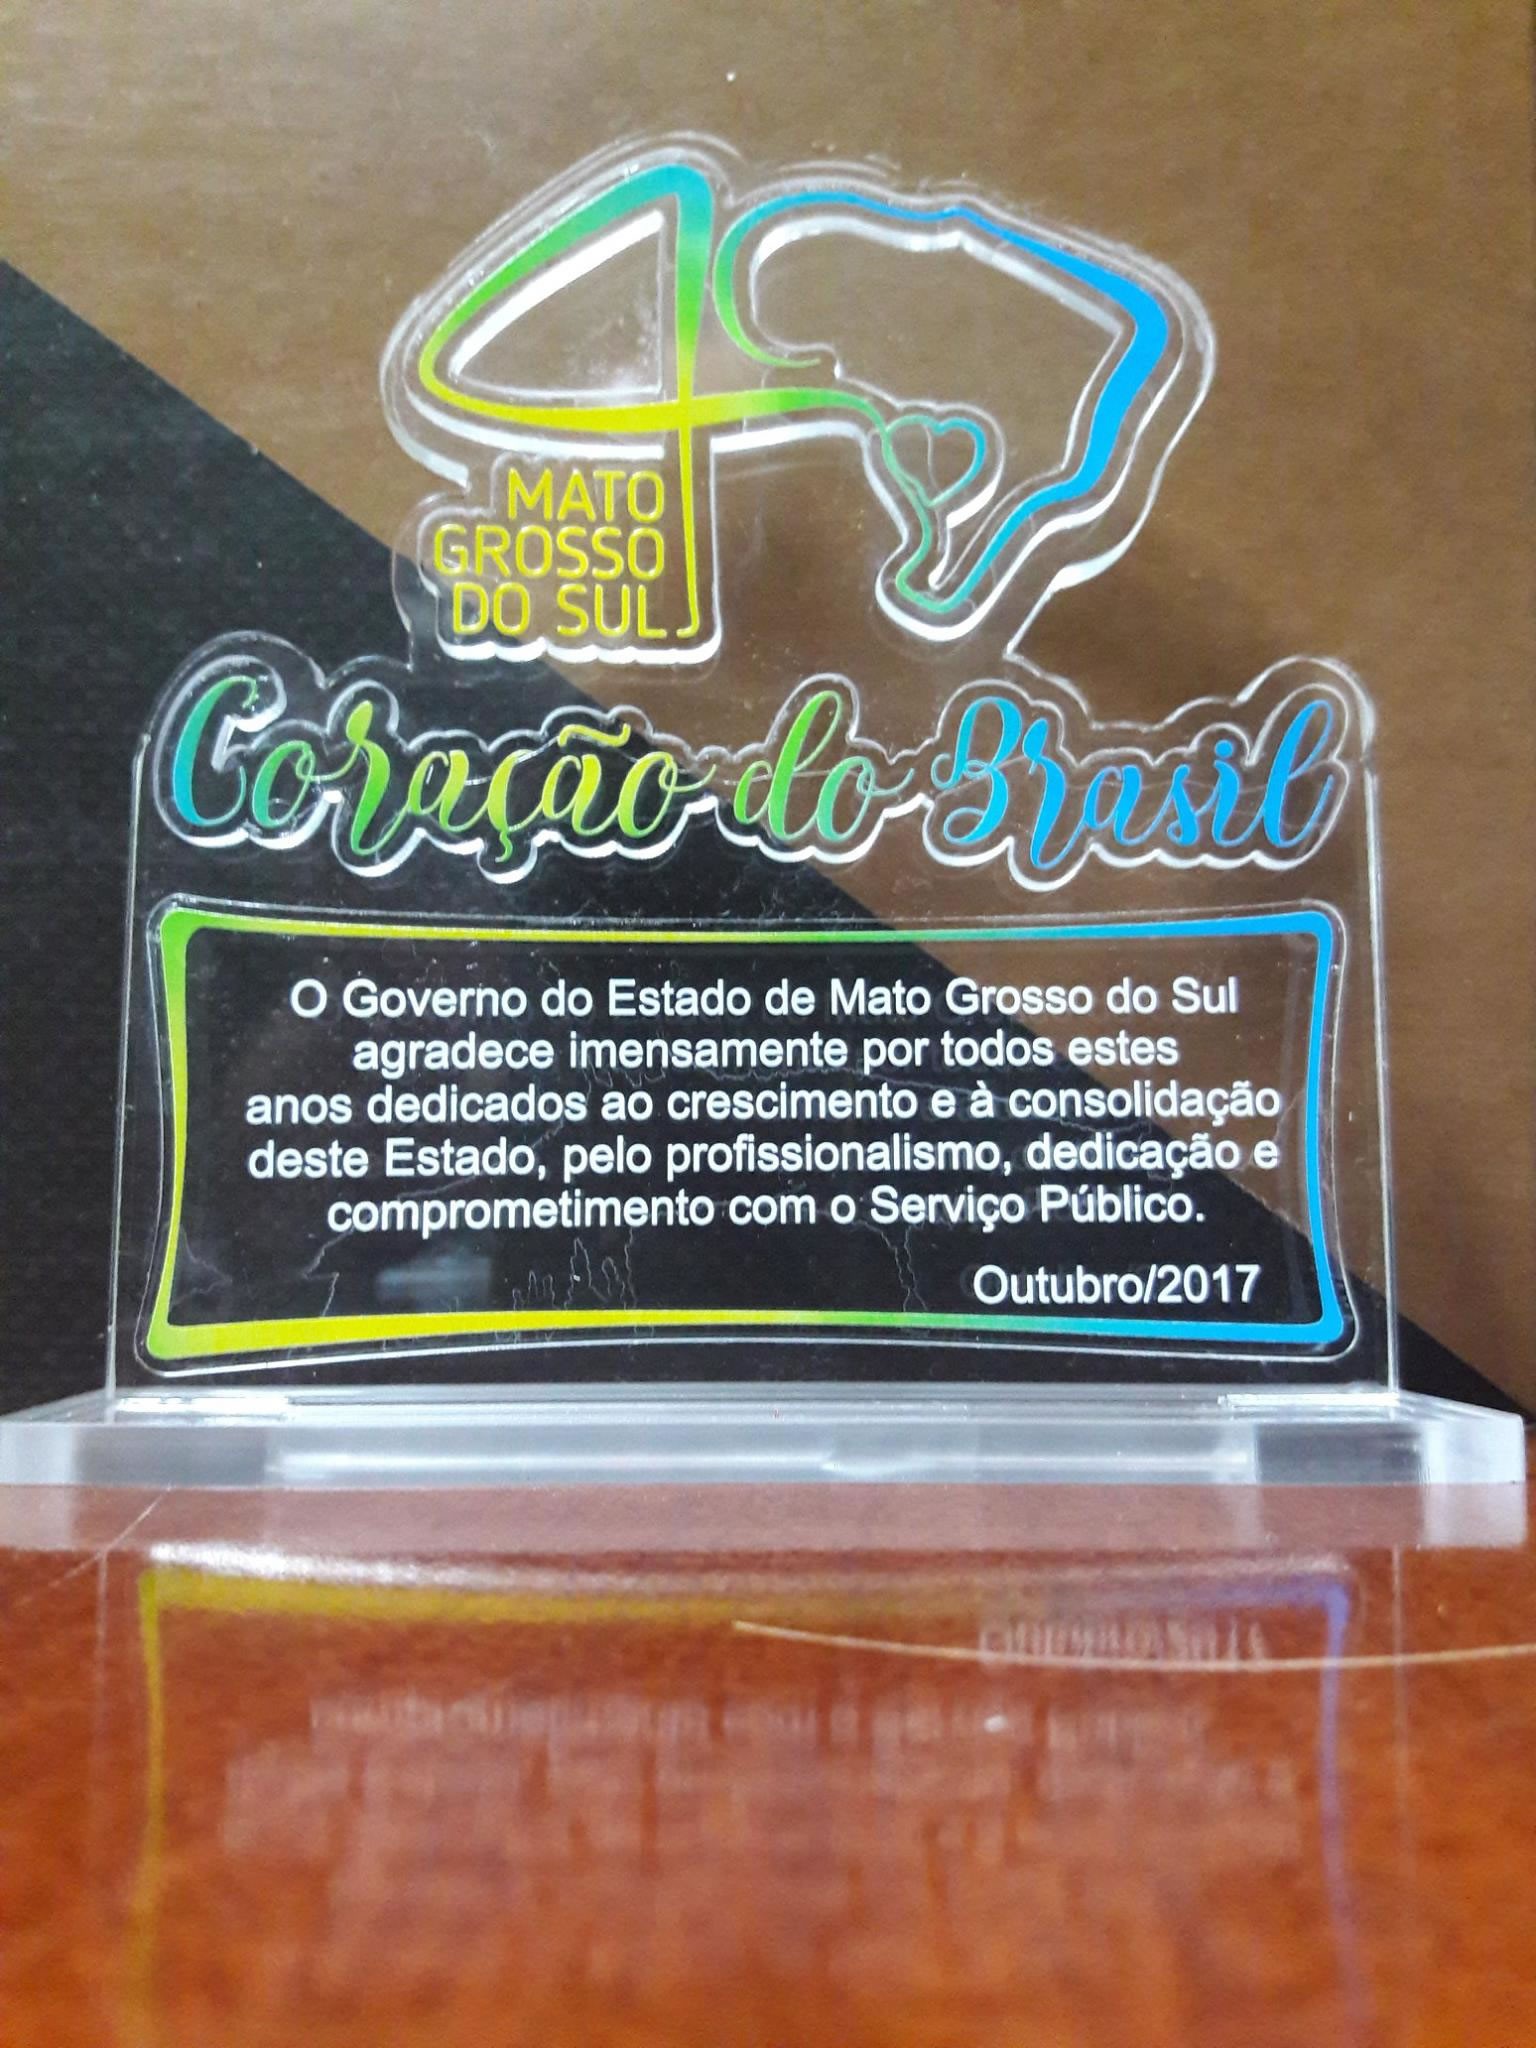 40
MATO
GROSSO
DO SUL
Coração do Brasil
O Governo do Estado de Mato Grosso do Sul
agradece imensamente por todos estes
anos dedicados ao crescimento e à consolidação
deste Estado, pelo profissionalismo, dedicação e
comprometimento com o Serviço Público.
Outubro/2017